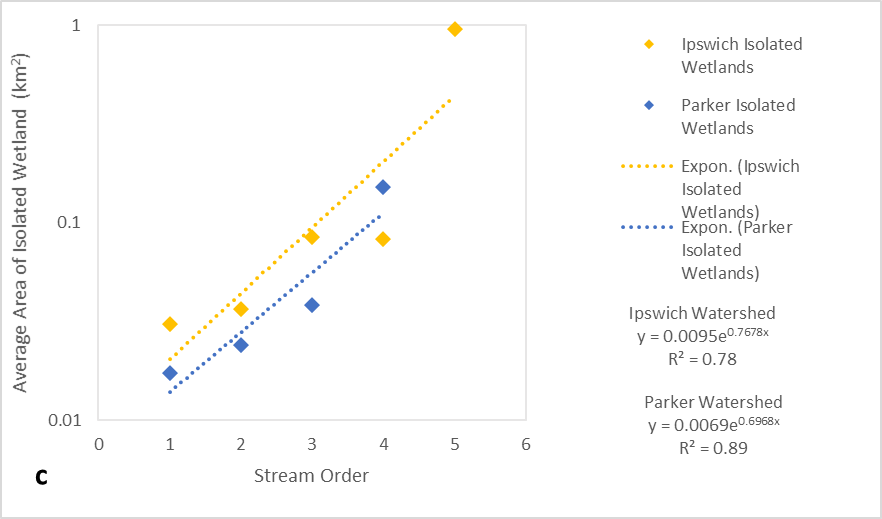 Average Area of Isolated Wetland (km²)
1
0.1
0.01
0 1 2 3 4 5 6
Stream Order
c
Ipswich Isolated
Wetlands
Parker Isolated
Wetlands
Expon. (Ipswich
Isolated
Wetlands)
Expon. (Parker
Isolated
Wetlands)
Ipswich Watershed
y = 0.0095e^0.7678x
R² = 0.78
Parker Watershed
y = 0.0069e^0.6968x
R² = 0.89